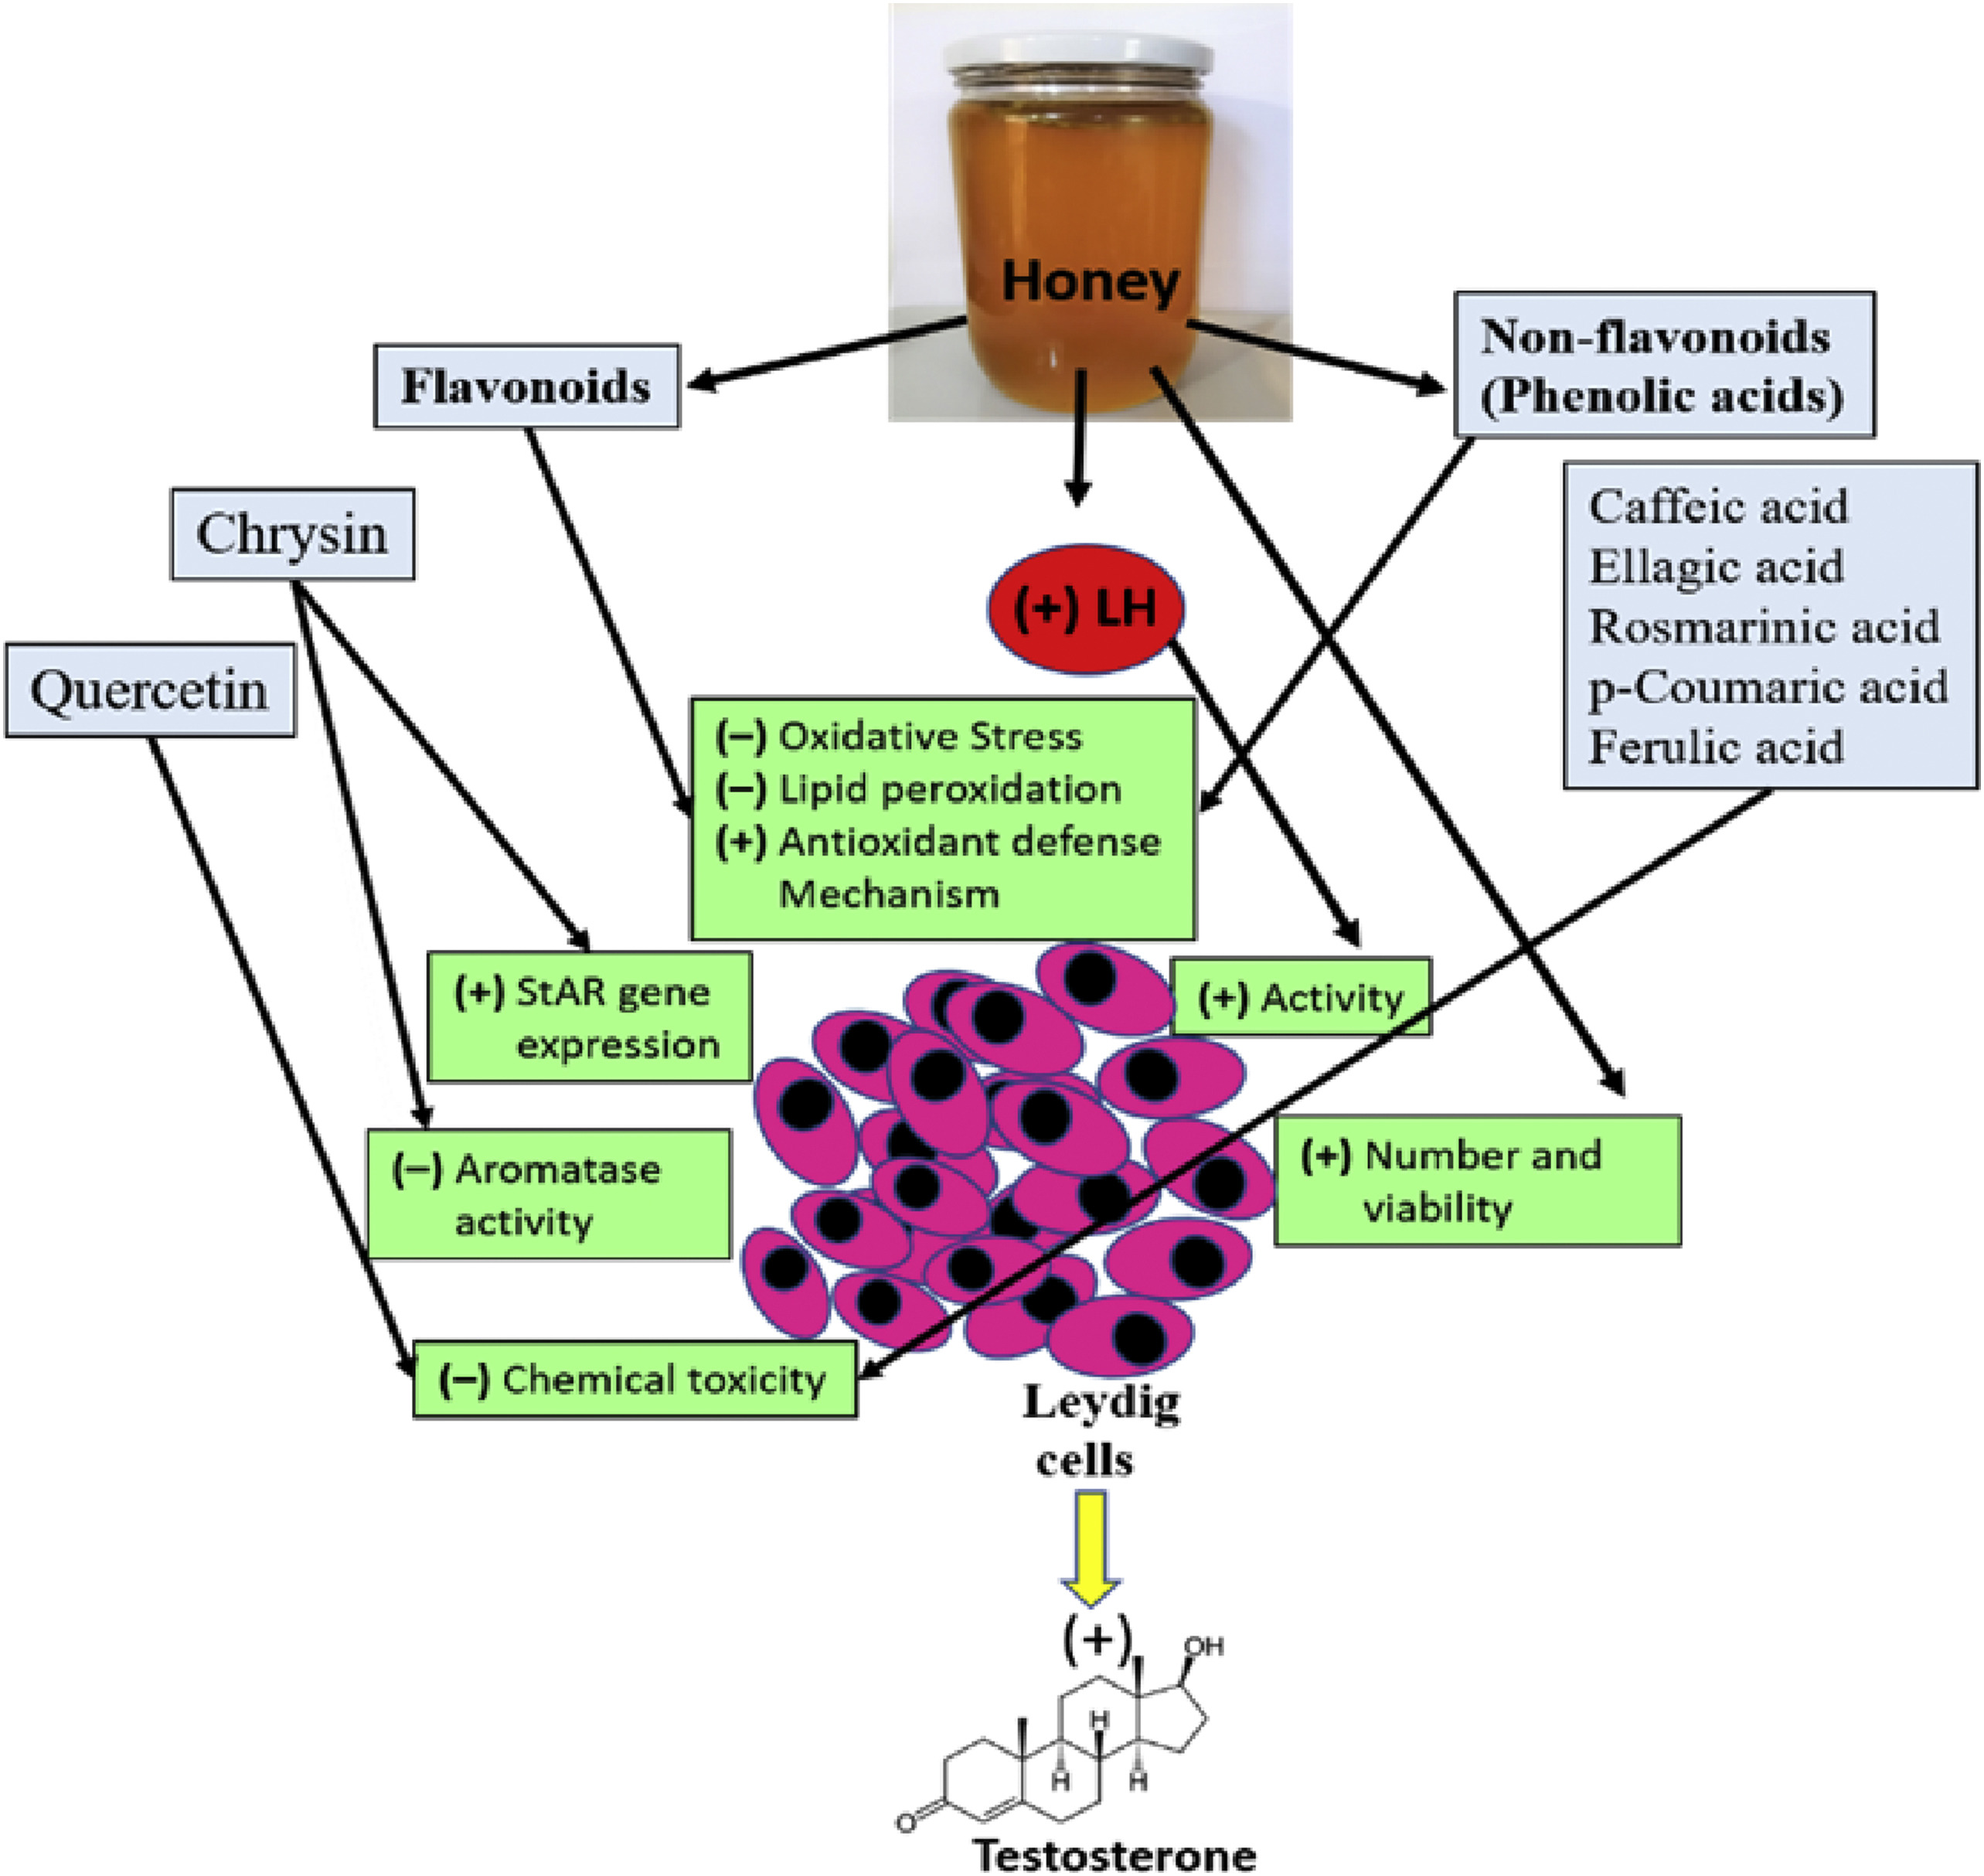 Honey
Flavonoids
Non-flavonoids
(Phenolic acids)
Chrysin
Quercetin
Caffeic acid
Ellagic acid
Rosmarinic acid
p-Coumaric acid
Ferulic acid
(+) LH
(−) Oxidative Stress
(−) Lipid peroxidation
(+) Antioxidant defense
Mechanism
(+) StAR gene
expression
(+) Activity
(−) Aromatase
activity
(+) Number and
viability
(−) Chemical toxicity
Leydig
cells
(+)
OH
H
H
H
O
Testosterone